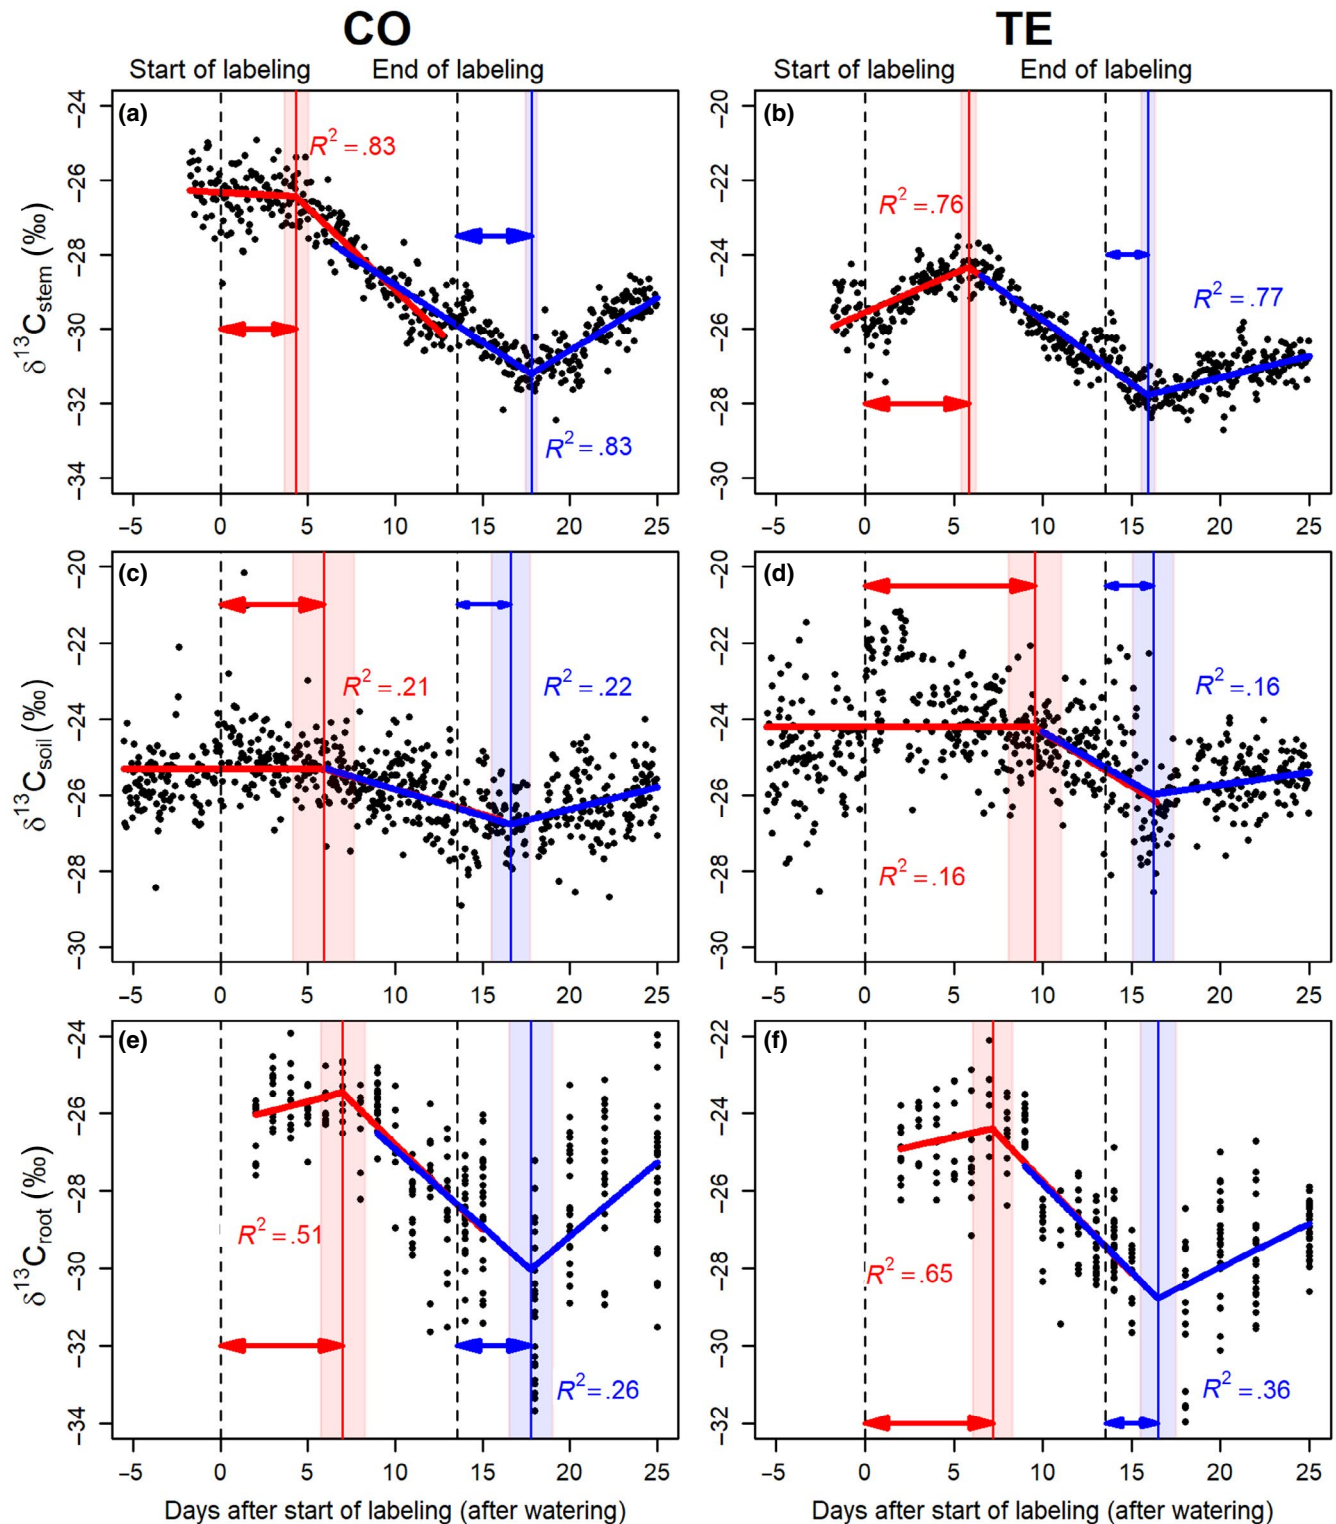 CO TE
Start of labeling End of labeling Start of labeling End of labeling
(a) R² = .83 R² = .83
−24 −26 −28 −30 −32 −34
δ¹³Cstem (‰)
−5 0 5 10 15 20 25
(b) R² = .76 R² = .77
−20 −22 −24 −26 −28 −30
−5 0 5 10 15 20 25
(c) R² = .21 R² = .22
−20 −22 −24 −26 −28 −30
δ¹³Csoil (‰)
−5 0 5 10 15 20 25
(d) R² = .16 R² = .16
−20 −22 −24 −26 −28 −30
−5 0 5 10 15 20 25
(e) R² = .51 R² = .26
−24 −26 −28 −30 −32 −34
δ¹³Croot (‰)
−5 0 5 10 15 20 25
Days after start of labeling (after watering)
(f) R² = .65 R² = .36
−22 −24 −26 −28 −30 −32
−5 0 5 10 15 20 25
Days after start of labeling (after watering)